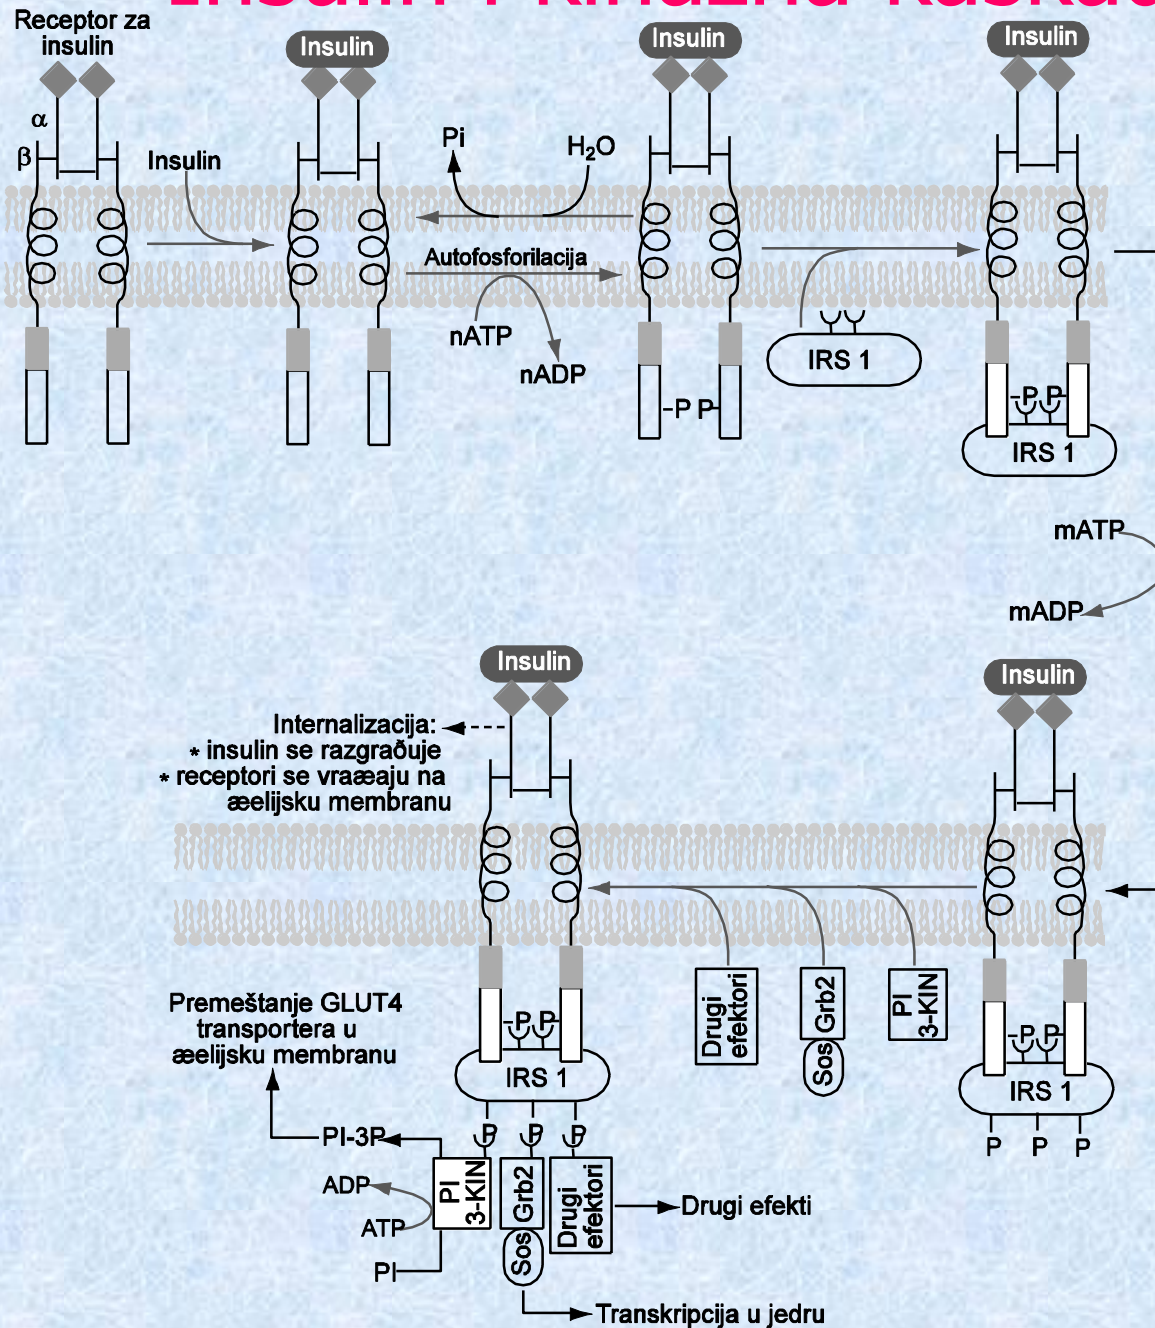 Receptor za
insulin
Insulin
Insulin
Insulin
α
β
Insulin
Pi
H₂O
Autofosforilacija
nATP
nADP
-P P-
IRS 1
-P P-
IRS 1
mATP
mADP
Insulin
Insulin
Internalizacija:
* insulin se razgraðuje
* receptori se vraæaju na
æelijsku membranu
Drugi
efektori
Grb2
Sos
PI
3-KIN
-P P-
IRS 1
P P P
Premeštanje GLUT4
transportera u
æelijsku membranu
-P P-
IRS 1
P P P
PI-3P
ADP
ATP
PI
PI
3-KIN
Grb2
Sos
Drugi
efektori
Drugi efekti
Transkripcija u jedru